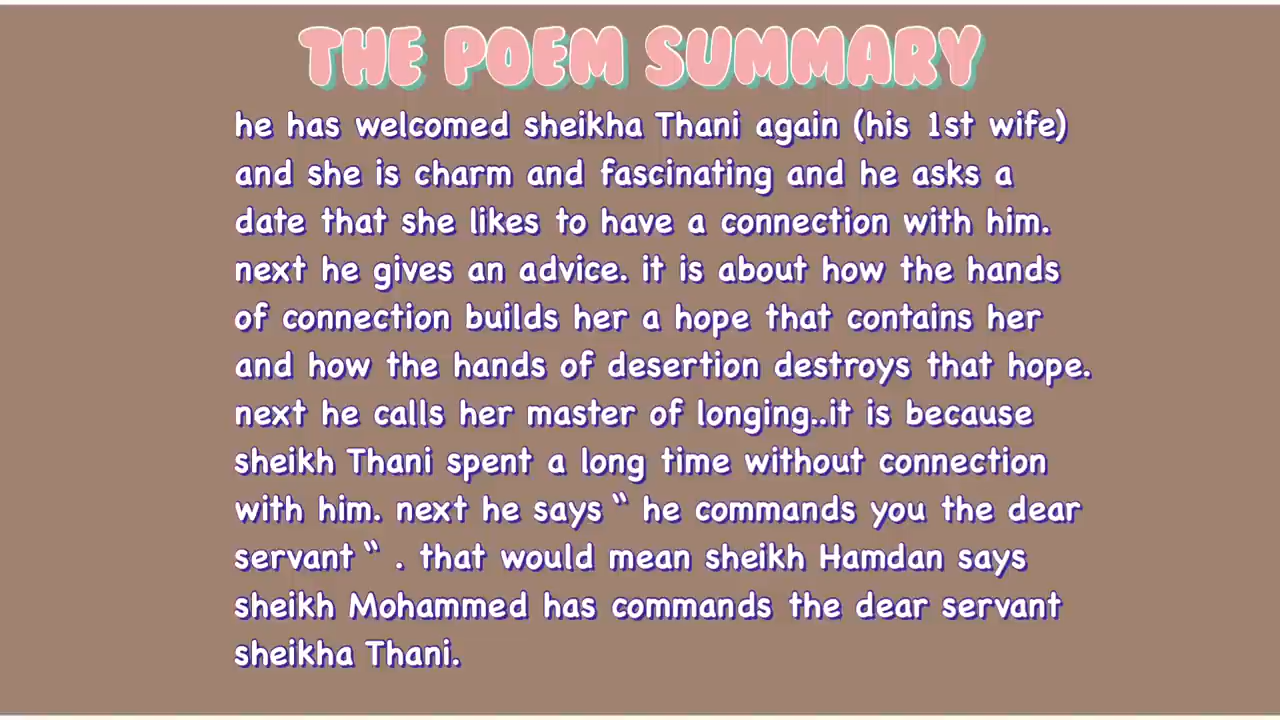 THE POEM SUMMARY
he has welcomed sheikha Thani again (his 1st wife)
and she is charm and fascinating and he asks a
date that she likes to have a connection with him.
next he gives an advice. it is about how the hands
of connection builds her a hope that contains her
and how the hands of desertion destroys that hope.
next he calls her master of longing..it is because
sheikh Thani spent a long time without connection
with him. next he says “ he commands you the dear
servant “ . that would mean sheikh Hamdan says
sheikh Mohammed has commands the dear servant
sheikha Thani.